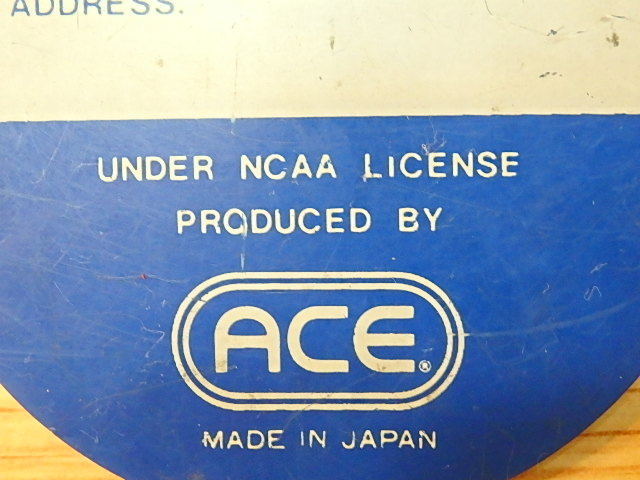 ADDRESS.
UNDER NCAA LICENSE
PRODUCED BY
ACE®
MADE IN JAPAN